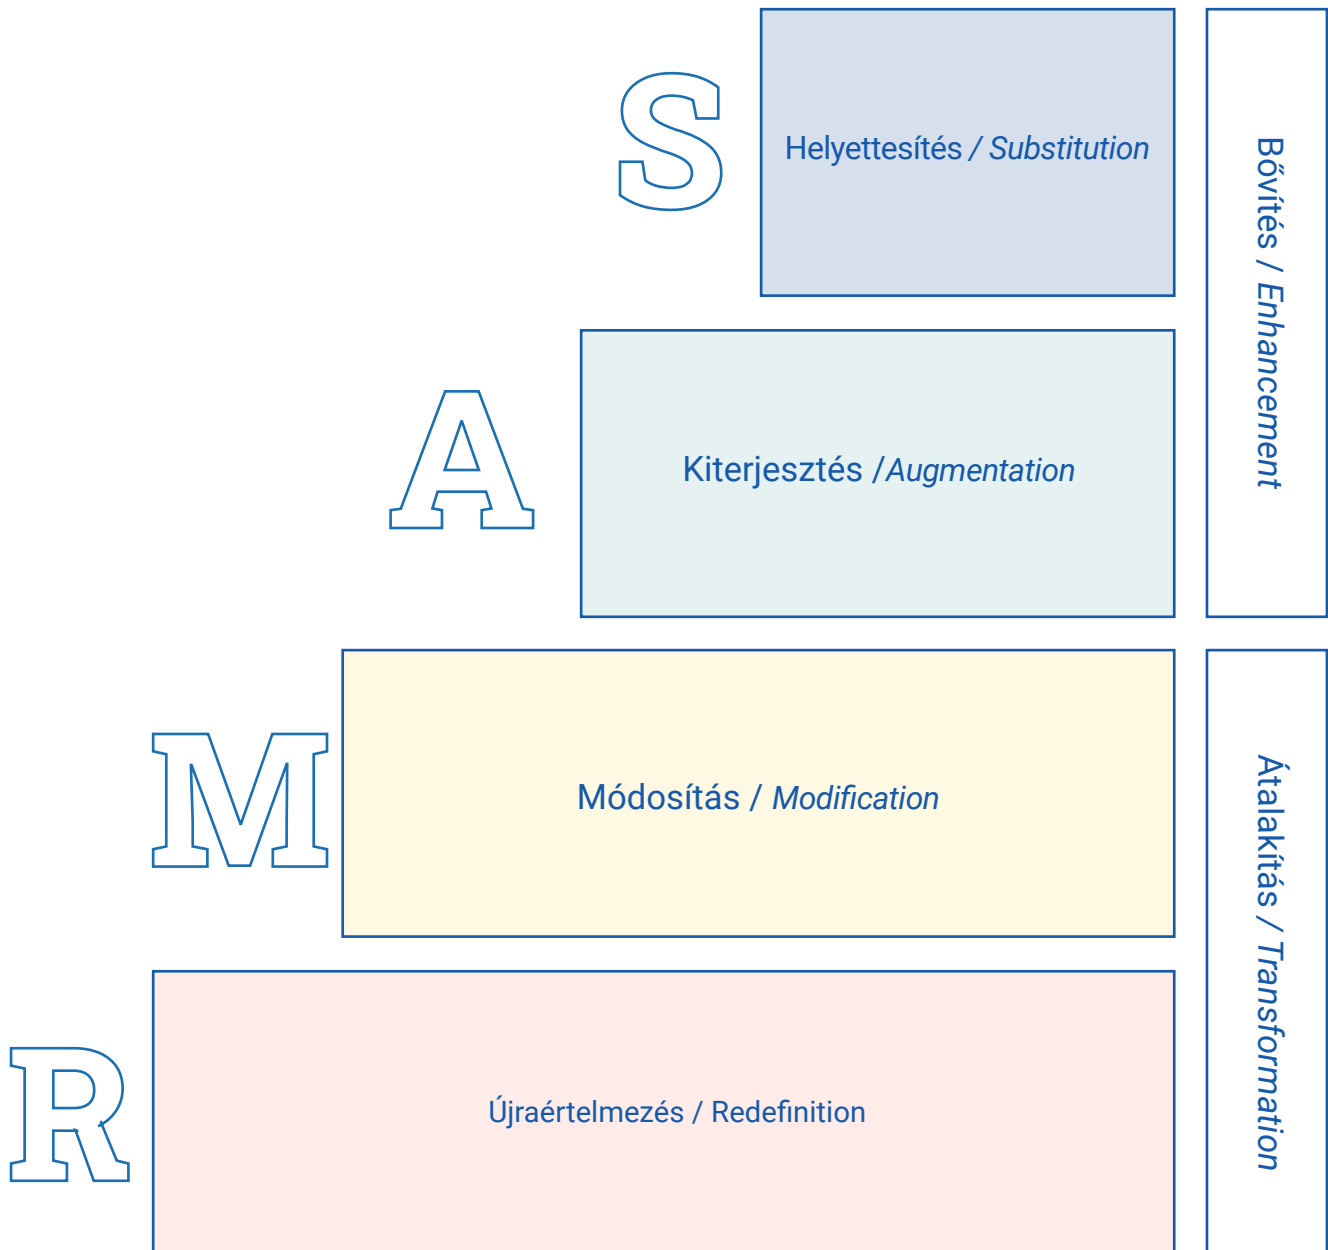 S
Helyettesítés / Substitution
Bővítés / Enhancement
A
Kiterjesztés /Augmentation
M
Módosítás / Modification
Átalakítás / Transformation
R
Újraértelmezés / Redefinition